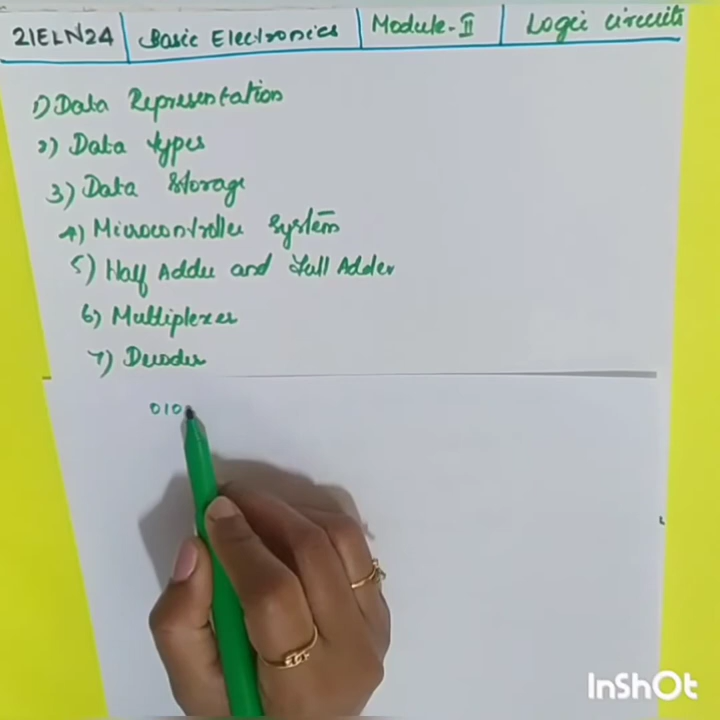 21ELN24 | Basic Electronics | Module-II | Logic circuits
1) Data Representation
2) Data types
3) Data Storage
4) Microcontroller System
5) Half Adder and Full Adder
6) Multiplexer
7) Decoder
010
InShOt